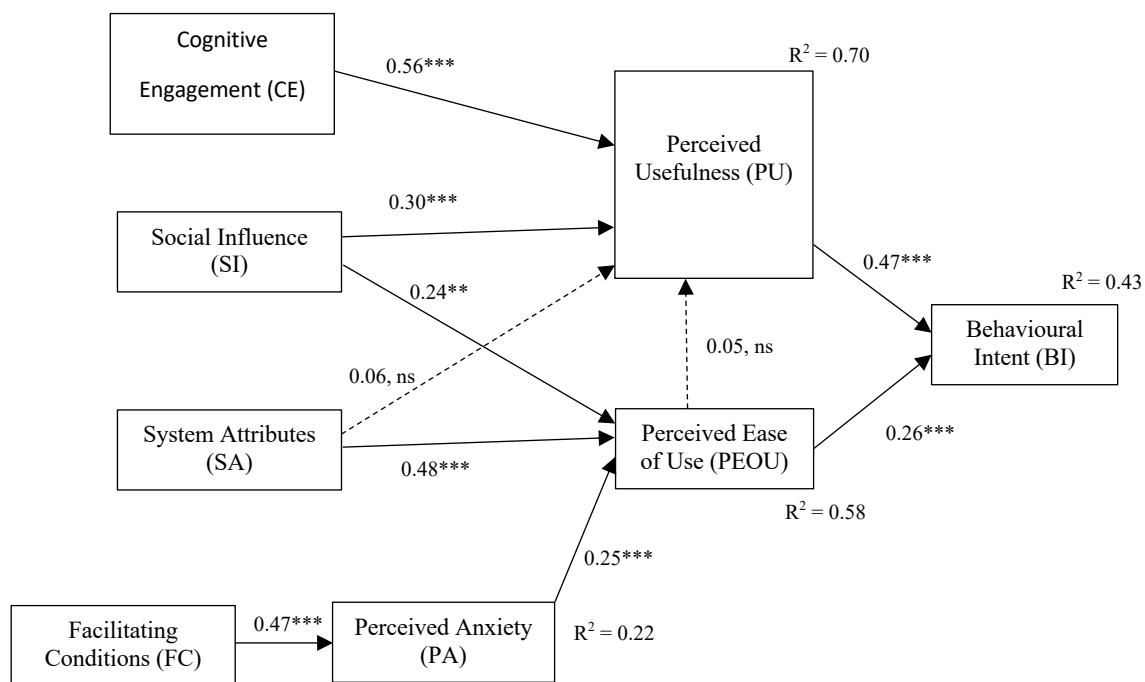 Cognitive
Engagement (CE)
0.56***
R² = 0.70
Perceived
Usefulness (PU)
0.30***
Social Influence
(SI)
0.24**
0.47***
R² = 0.43
Behavioural
Intent (BI)
0.06, ns
0.05, ns
System Attributes
(SA)
0.48***
Perceived Ease
of Use (PEOU)
0.26***
R² = 0.58
0.25***
Facilitating
Conditions (FC)
0.47***
Perceived Anxiety
(PA)
R² = 0.22